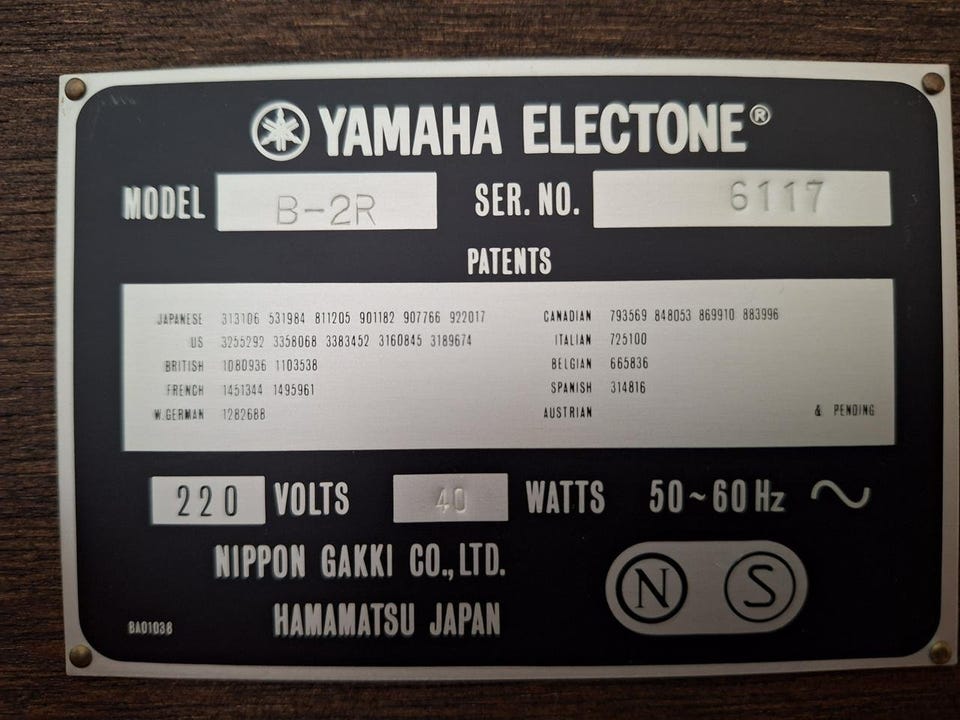 YAMAHA ELECTONE®
MODEL B-2R SER. NO. 6117
PATENTS
JAPANESE 313106 531984 811205 901182 907766 922017
US 3255292 3358068 3383452 3160845 3189674
BRITISH 1080936 1103538
FRENCH 1451344 1495961
W.GERMAN 1282688
CANADIAN 793569 848053 869910 883996
ITALIAN 725100
BELGIAN 665836
SPANISH 314816
AUSTRIAN & PENDING
220 VOLTS 40 WATTS 50~60Hz ~
NIPPON GAKKI CO., LTD.
HAMAMATSU JAPAN
N S
BA01038